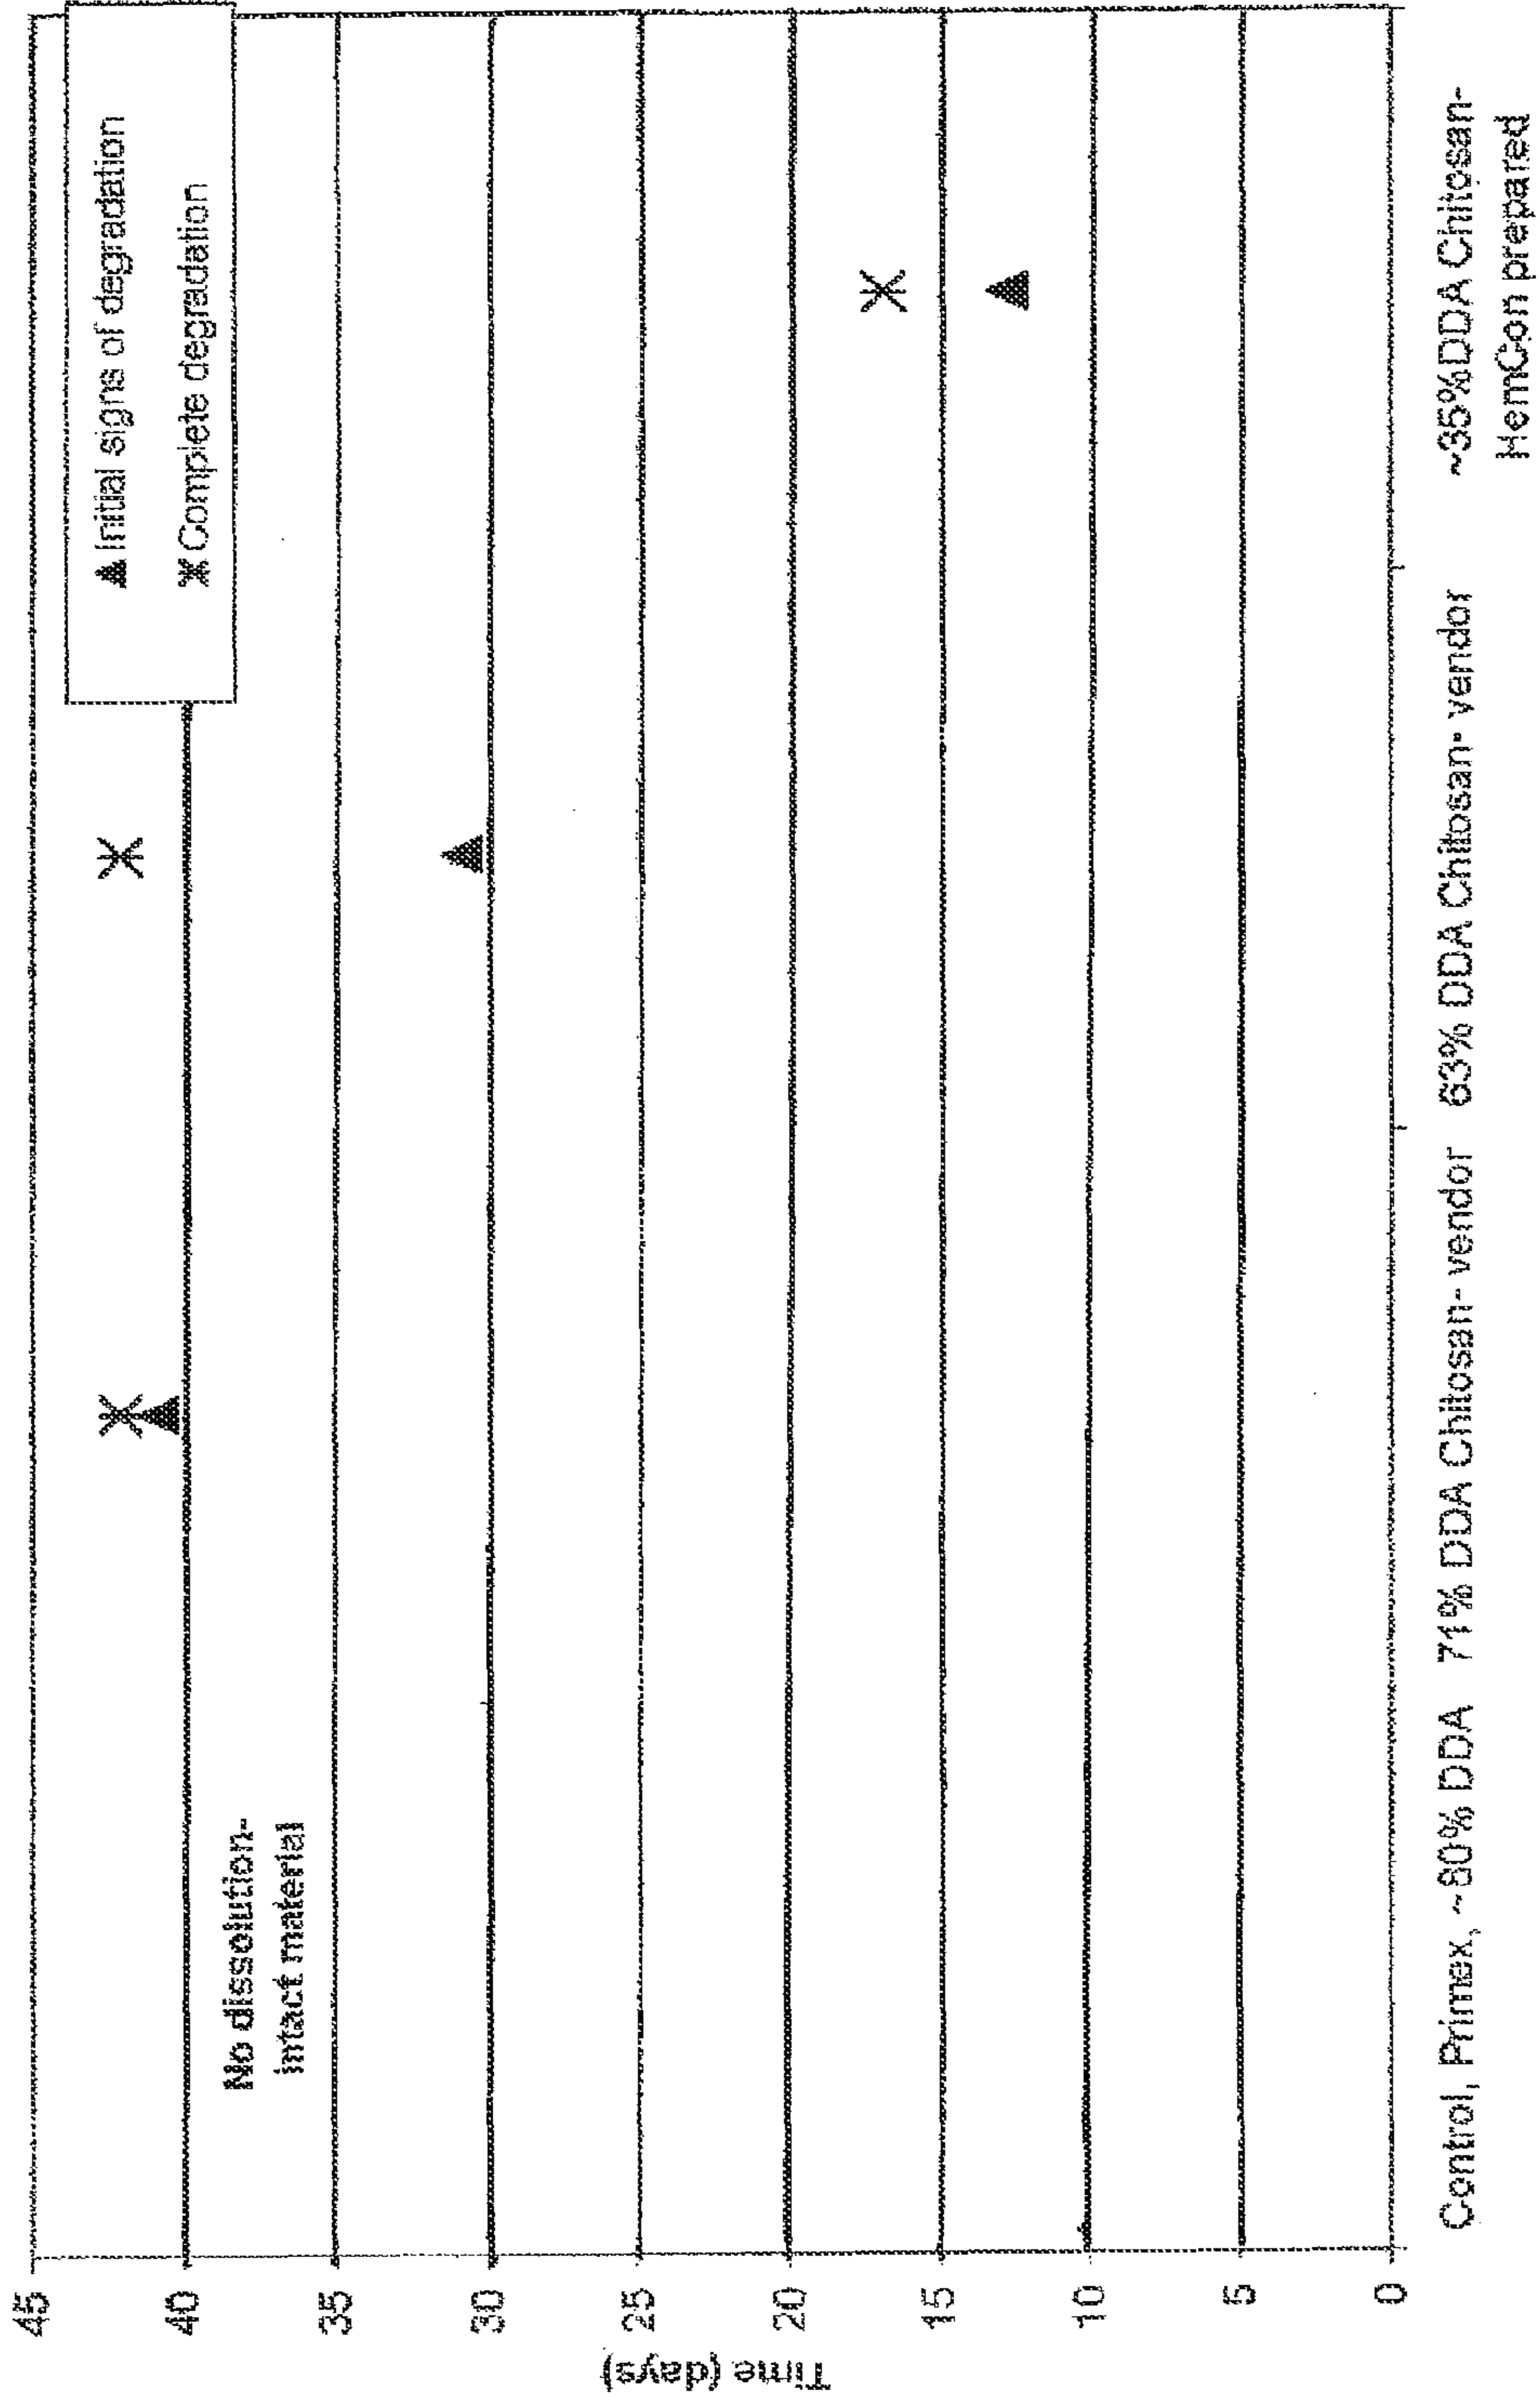 ▲ Initial signs of degradation
Ж Complete degradation
No dissolution-
intact material
Time (days)
45
40
35
30
25
20
15
10
5
0
Control, Primex, ~80% DDA
71% DDA Chitosan- vendor
63% DDA Chitosan- vendor
~35%DDA Chitosan-
HemCon prepared